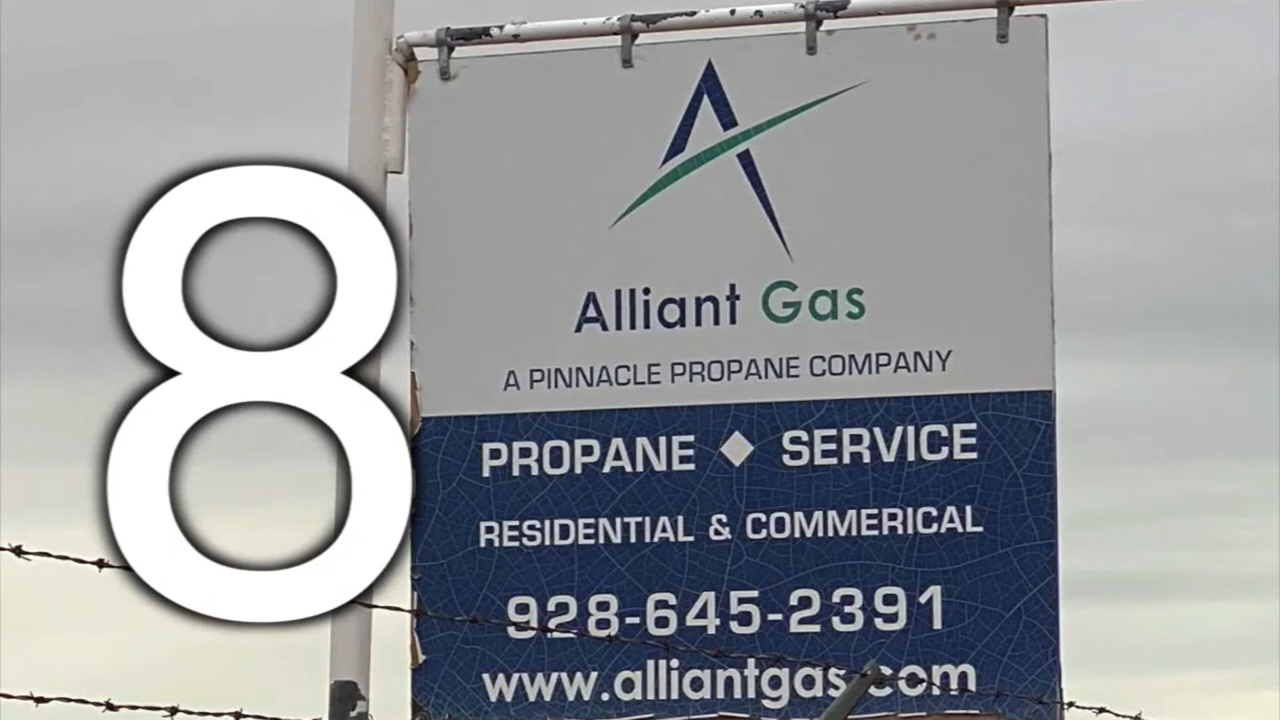 8
Alliant Gas
A PINNACLE PROPANE COMPANY
PROPANE ◆ SERVICE
RESIDENTIAL & COMMERICAL
928-645-2391
www.alliantgas.com